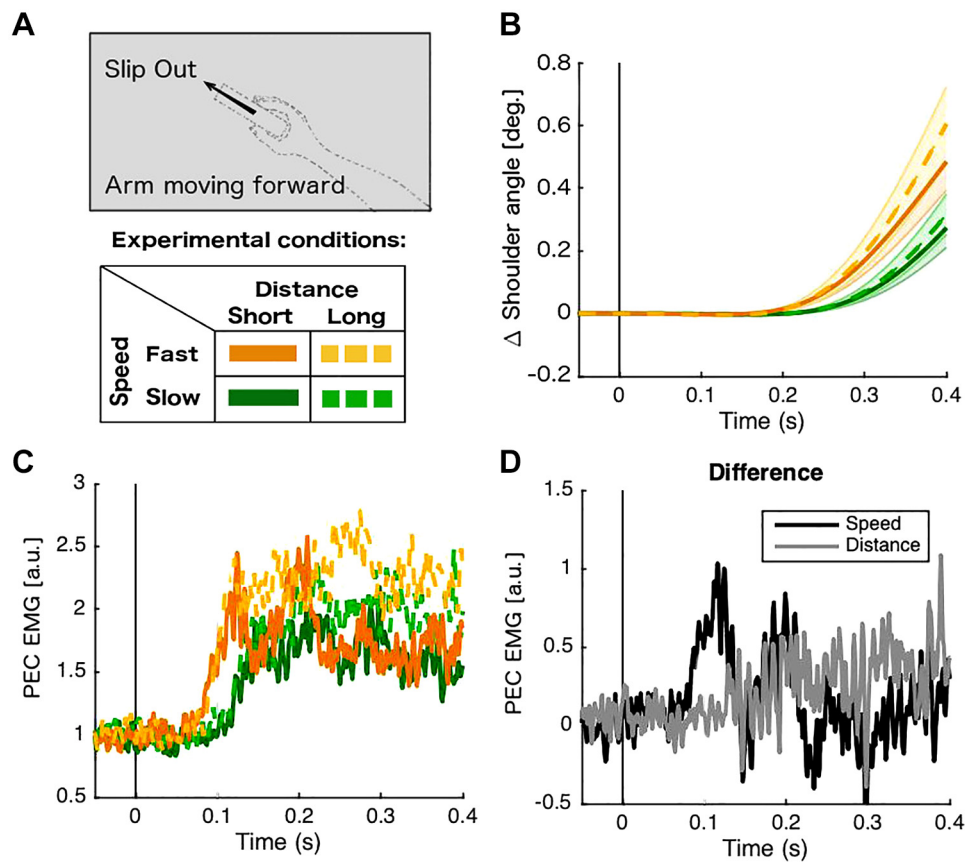 A
Slip Out
Arm moving forward
Experimental conditions:
Distance
Short Long
Speed
Fast
Slow
B
Δ Shoulder angle [deg.]
0.8
0.6
0.4
0.2
0
-0.2
0 0.1 0.2 0.3 0.4
Time (s)
C
PEC EMG [a.u.]
3
2.5
2
1.5
1
0.5
0 0.1 0.2 0.3 0.4
Time (s)
D
Difference
PEC EMG [a.u.]
1.5
1
0.5
0
-0.5
Speed
Distance
0 0.1 0.2 0.3 0.4
Time (s)